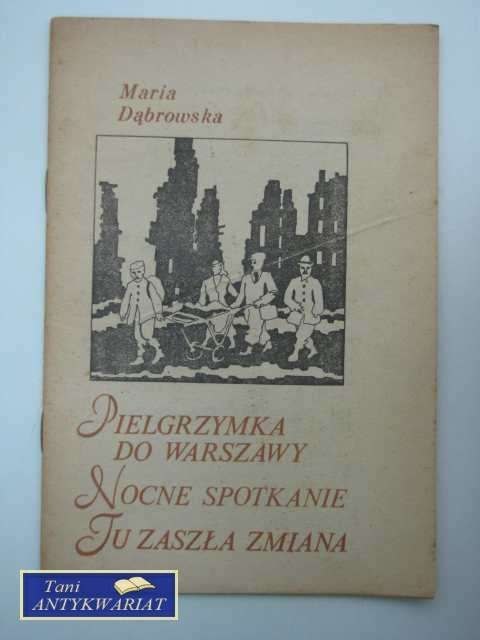 Maria
Dąbrowska
PIELGRZYMKA
DO WARSZAWY
NOCNE SPOTKANIE
TU ZASZŁA ZMIANA
Tani
ANTYKWARIAT